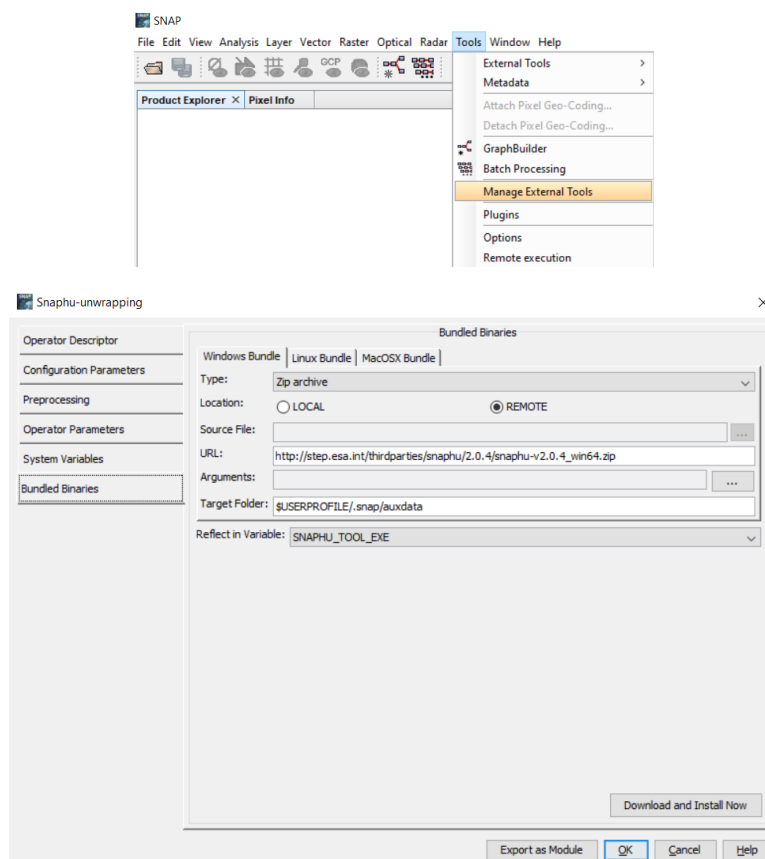 SNAP
File Edit View Analysis Layer Vector Raster Optical Radar Tools Window Help
GCP
Product Explorer × Pixel Info
External Tools >
Metadata >
Attach Pixel Geo-Coding...
Detach Pixel Geo-Coding...
GraphBuilder
Batch Processing
Manage External Tools
Plugins
Options
Remote execution
Snaphu-unwrapping
Operator Descriptor
Configuration Parameters
Preprocessing
Operator Parameters
System Variables
Bundled Binaries
Bundled Binaries
Windows Bundle Linux Bundle MacOSX Bundle
Type: Zip archive
Location: LOCAL REMOTE
Source File: ...
URL: http://step.esa.int/thirdparties/snaphu/2.0.4/snaphu-v2.0.4_win64.zip
Arguments: ...
Target Folder: $USERPROFILE/.snap/auxdata
Reflect in Variable: SNAPHU_TOOL_EXE
Download and Install Now
Export as Module OK Cancel Help